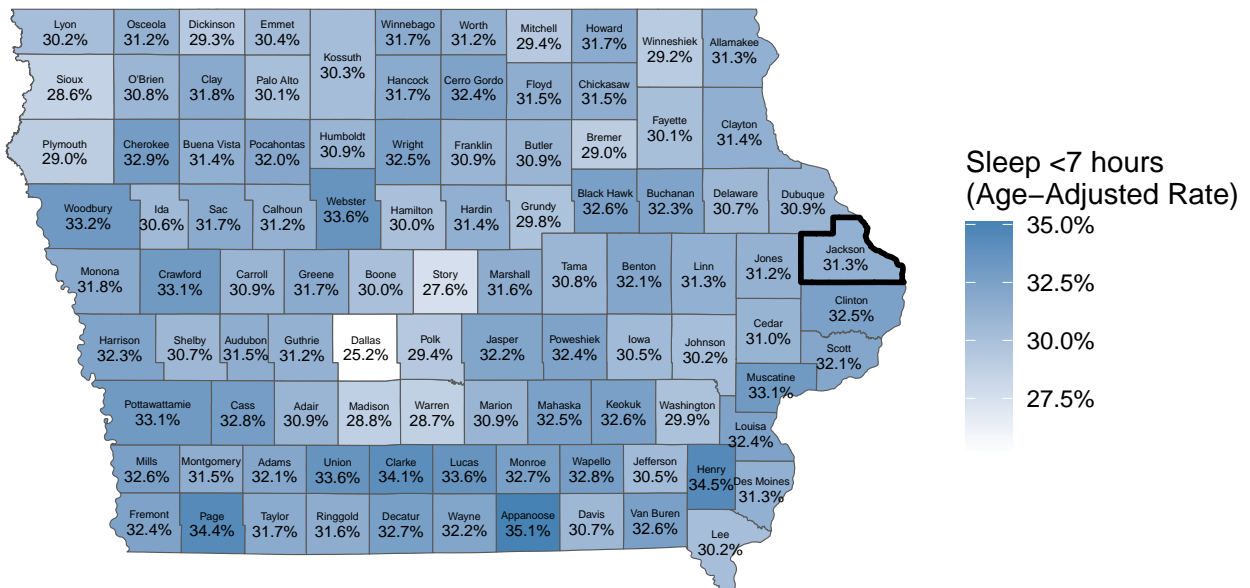 Lyon
30.2%
Osceola
31.2%
Dickinson
29.3%
Emmet
30.4%
Kossuth
30.3%
Winnebago
31.7%
Worth
31.2%
Mitchell
29.4%
Howard
31.7%
Winneshiek
29.2%
Allamakee
31.3%
Sioux
28.6%
O'Brien
30.8%
Clay
31.8%
Palo Alto
30.1%
Hancock
31.7%
Cerro Gordo
32.4%
Floyd
31.5%
Chickasaw
31.5%
Fayette
30.1%
Clayton
31.4%
Plymouth
29.0%
Cherokee
32.9%
Buena Vista
31.4%
Pocahontas
32.0%
Humboldt
30.9%
Wright
32.5%
Franklin
30.9%
Butler
30.9%
Bremer
29.0%
Woodbury
33.2%
Ida
30.6%
Sac
31.7%
Calhoun
31.2%
Webster
33.6%
Hamilton
30.0%
Hardin
31.4%
Grundy
29.8%
Black Hawk
32.6%
Buchanan
32.3%
Delaware
30.7%
Dubuque
30.9%
Monona
31.8%
Crawford
33.1%
Carroll
30.9%
Greene
31.7%
Boone
30.0%
Story
27.6%
Marshall
31.6%
Tama
30.8%
Benton
32.1%
Linn
31.3%
Jones
31.2%
Jackson
31.3%
Clinton
32.5%
Harrison
32.3%
Shelby
30.7%
Audubon
31.5%
Guthrie
31.2%
Dallas
25.2%
Polk
29.4%
Jasper
32.2%
Poweshiek
32.4%
Iowa
30.5%
Johnson
30.2%
Cedar
31.0%
Scott
32.1%
Muscatine
33.1%
Pottawattamie
33.1%
Cass
32.8%
Adair
30.9%
Madison
28.8%
Warren
28.7%
Marion
30.9%
Mahaska
32.5%
Keokuk
32.6%
Washington
29.9%
Louisa
32.4%
Mills
32.6%
Montgomery
31.5%
Adams
32.1%
Union
33.6%
Clarke
34.1%
Lucas
33.6%
Monroe
32.7%
Wapello
32.8%
Jefferson
30.5%
Henry
34.5%
Des Moines
31.3%
Fremont
32.4%
Page
34.4%
Taylor
31.7%
Ringgold
31.6%
Decatur
32.7%
Wayne
32.2%
Appanoose
35.1%
Davis
30.7%
Van Buren
32.6%
Lee
30.2%
Sleep <7 hours
(Age−Adjusted Rate)
35.0%
32.5%
30.0%
27.5%